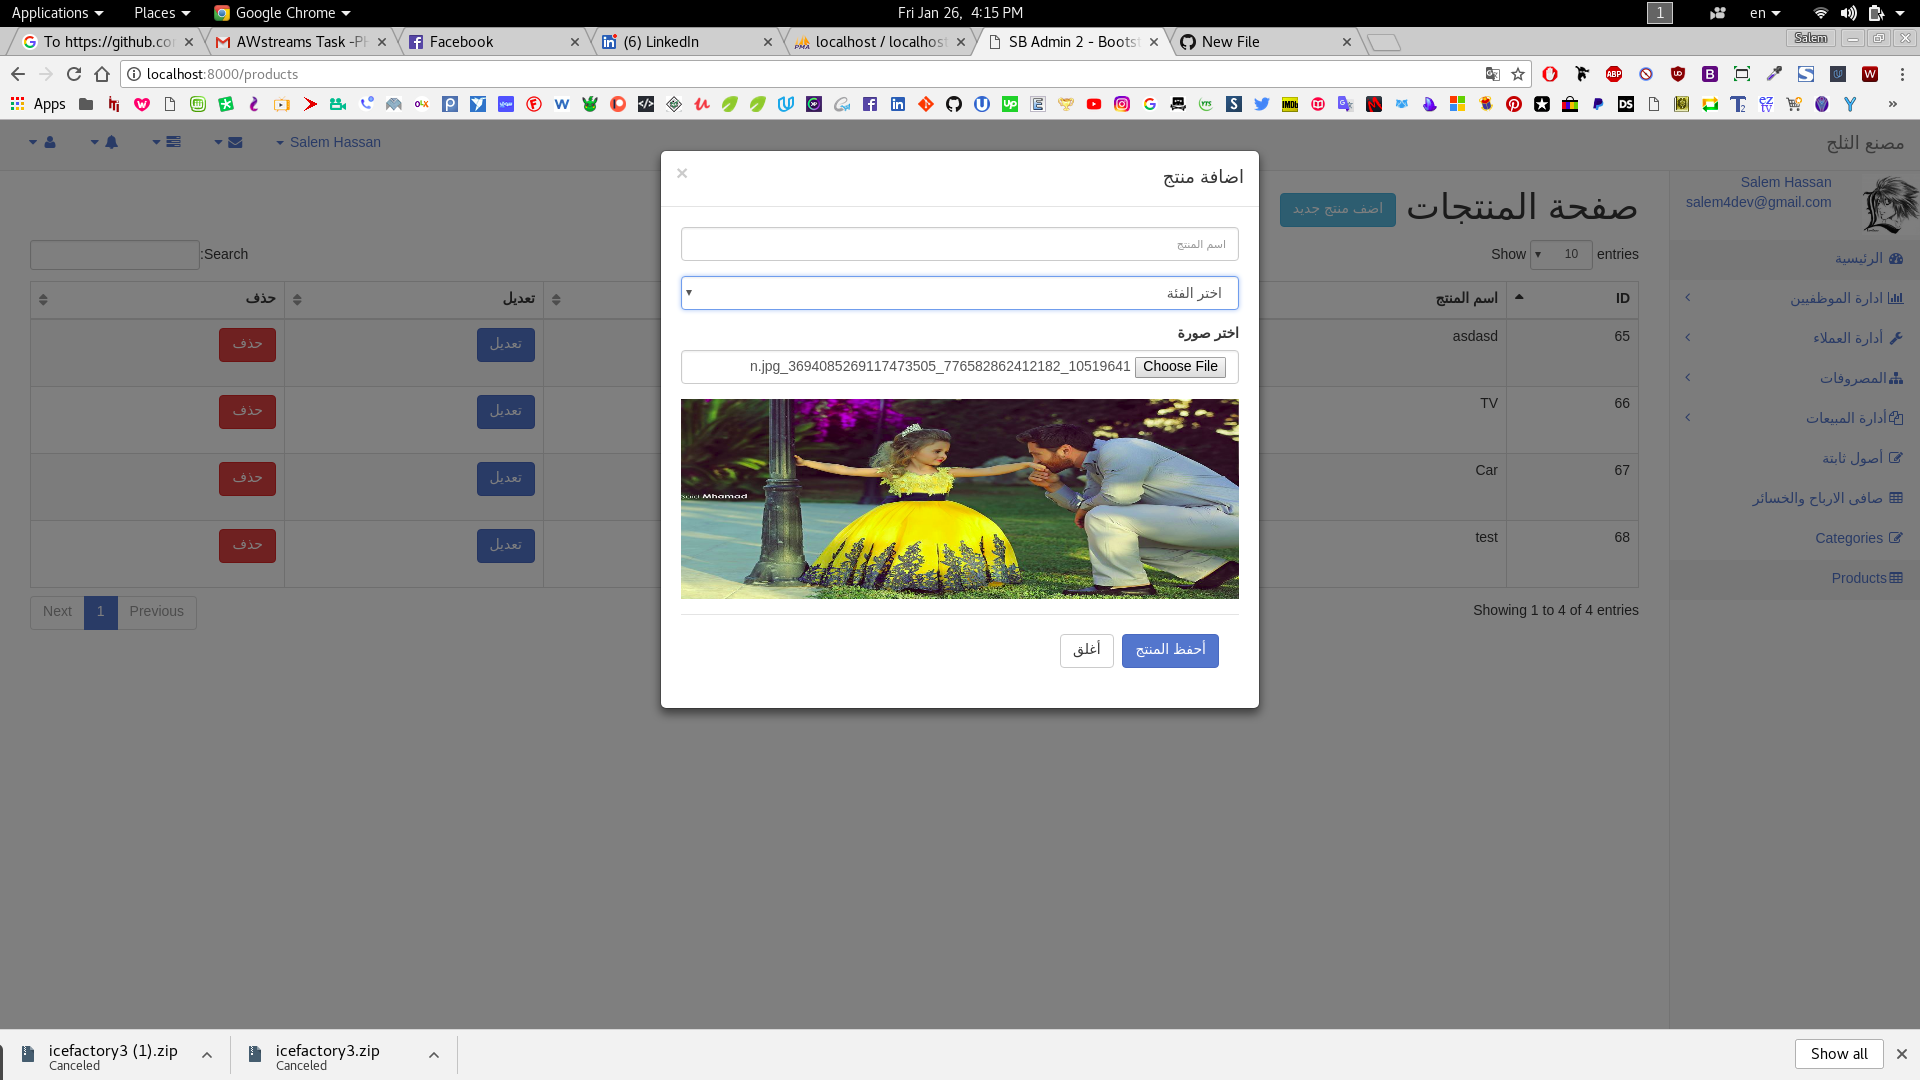 Applications Places Google Chrome Fri Jan 26, 4:15 PM 1 en
To https://github.co AWstreams Task -P Facebook (6) LinkedIn localhost / localhos SB Admin 2 - Boots New File Salem
localhost:8000/products
Apps
Salem Hassan
مصنع الثلج
Salem Hassan
salem4dev@gmail.com
الرئيسية
ادارة الموظفيين
أدارة العملاء
المصروفات
أدارة المبيعات
أصول ثابتة
صافى الارباح والخسائر
Categories
Products
صفحة المنتجات اضف منتج جديد
Show 10 entries
Search:
ID اسم المنتج تعديل حذف
65 asdasd تعديل حذف
66 TV تعديل حذف
67 Car تعديل حذف
68 test تعديل حذف
Showing 1 to 4 of 4 entries
Previous 1 Next
اضافة منتج ×
اسم المنتج
اختر الفئة
اختر صورة
Choose File 10519641_776582862412182_3694085269117473505_n.jpg
Said Mhamad
أحفظ المنتج أغلق
icefactory3 (1).zip
Canceled
icefactory3.zip
Canceled
Show all